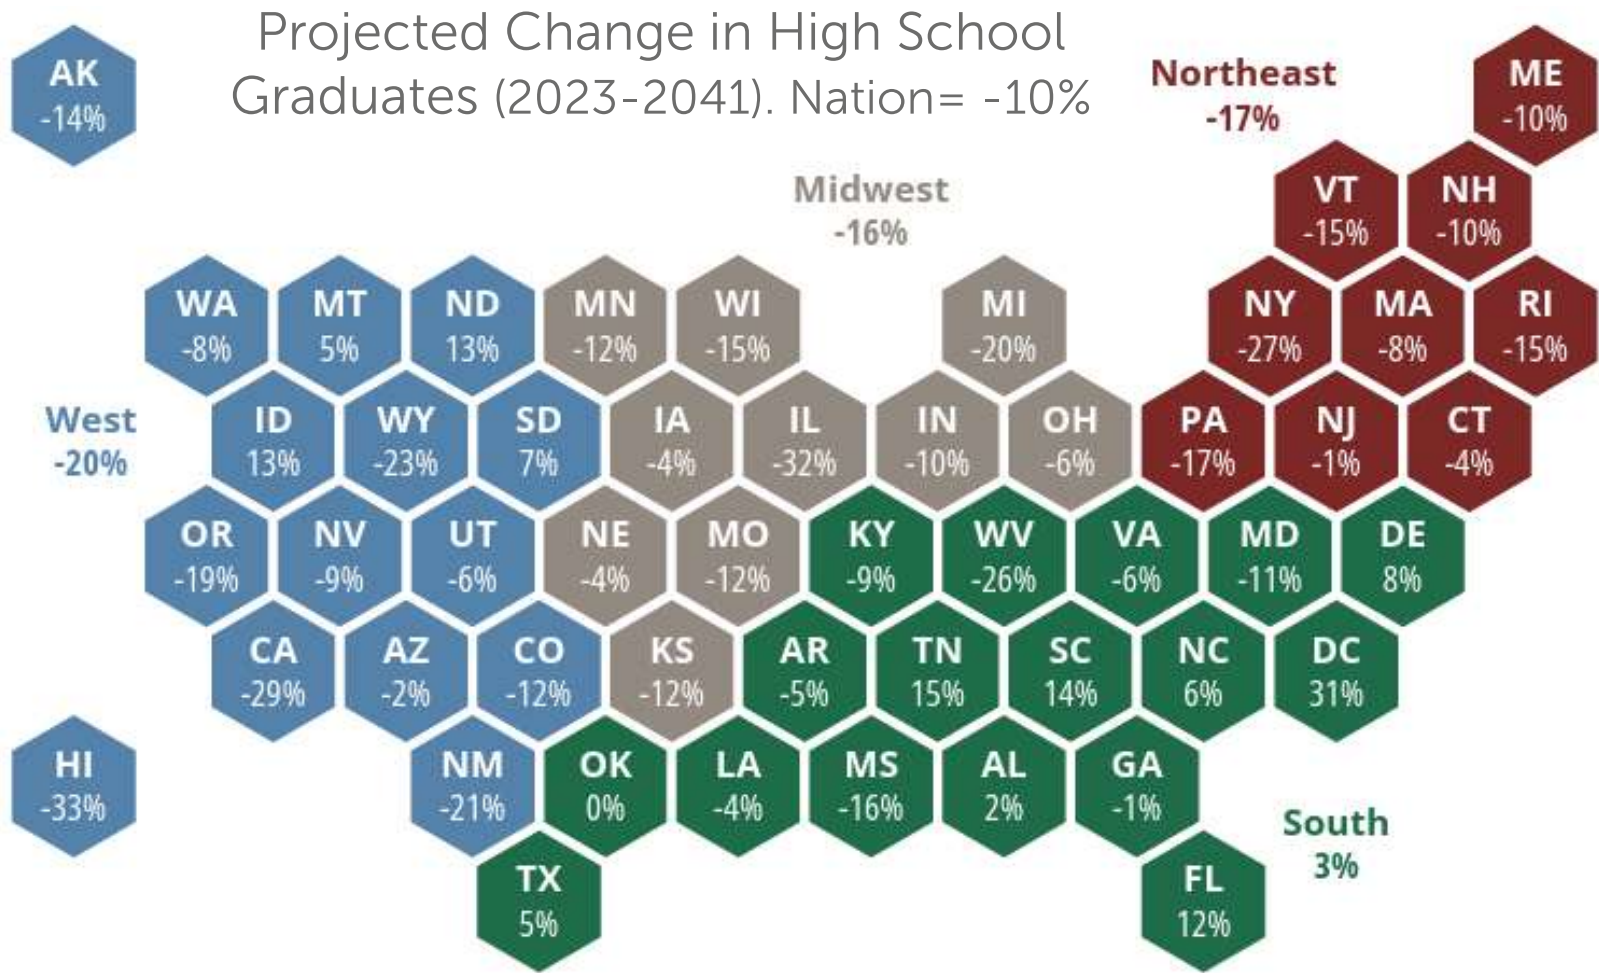 Projected Change in High School
Graduates (2023-2041). Nation= -10%
AK
-14%
Northeast
-17%
ME
-10%
Midwest
-16%
VT
-15%
NH
-10%
WA
-8%
MT
5%
ND
13%
MN
-12%
WI
-15%
MI
-20%
NY
-27%
MA
-8%
RI
-15%
West
-20%
ID
13%
WY
-23%
SD
7%
IA
-4%
IL
-32%
IN
-10%
OH
-6%
PA
-17%
NJ
-1%
CT
-4%
OR
-19%
NV
-9%
UT
-6%
NE
-4%
MO
-12%
KY
-9%
WV
-26%
VA
-6%
MD
-11%
DE
8%
CA
-29%
AZ
-2%
CO
-12%
KS
-12%
AR
-5%
TN
15%
SC
14%
NC
6%
DC
31%
HI
-33%
NM
-21%
OK
0%
LA
-4%
MS
-16%
AL
2%
GA
-1%
South
3%
TX
5%
FL
12%